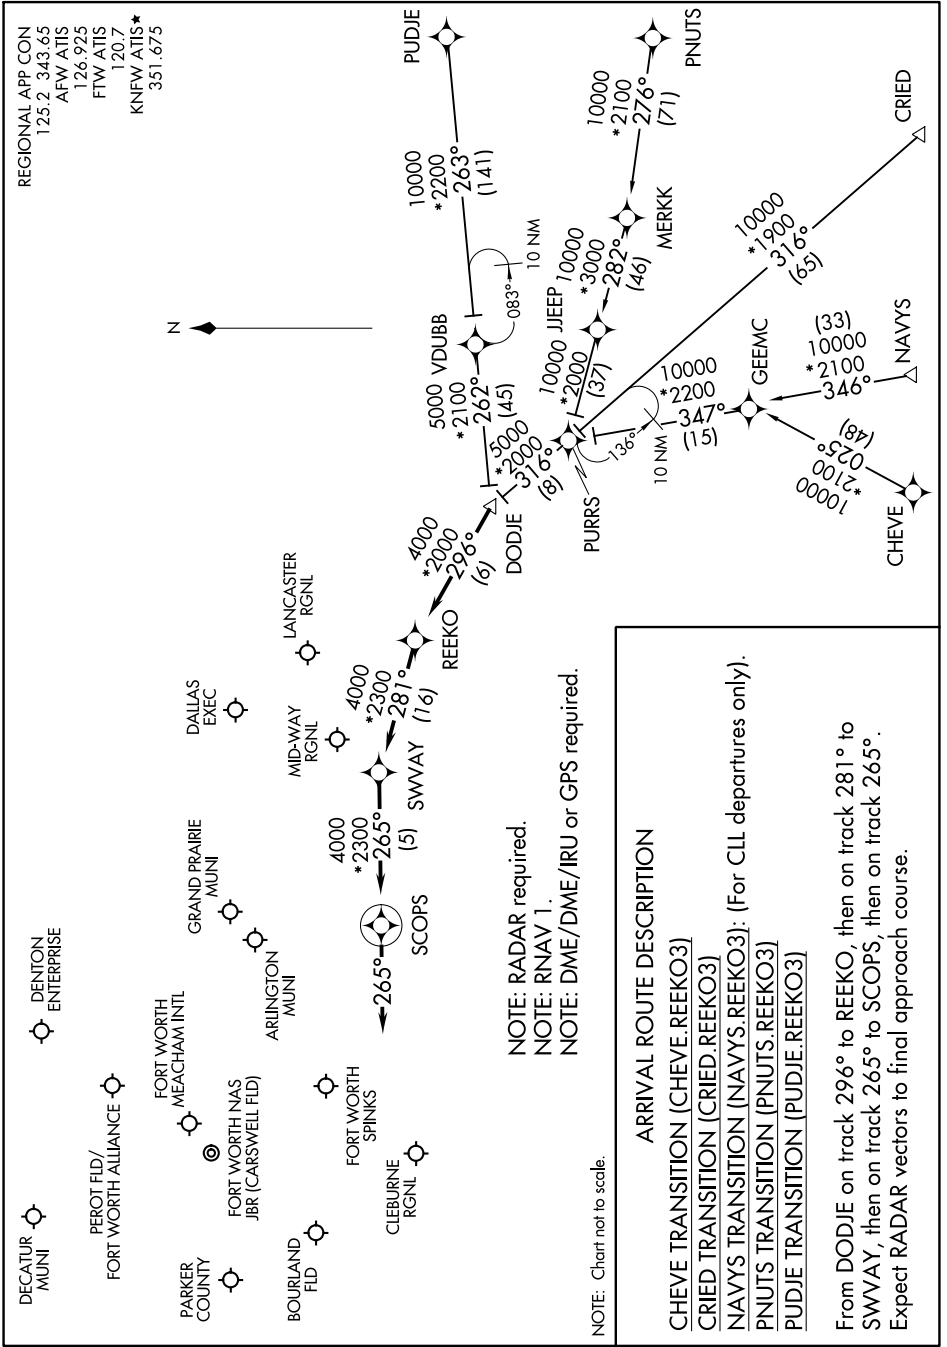 REGIONAL APP CON
125.2 343.65
AFW ATIS
126.925
FTW ATIS
120.7
KNFW ATIS★
351.675
PUDJE
PNUTS
CRIED
10000
*2200
263°
(141)
10000
*2100
276°
(71)
MERKK
10000
*3000
282°
(46)
10000
*1900
316°
(65)
083°
10 NM
N
VDUBB
JJEEP
10000
*2000
(37)
5000
*2100
262°
(45)
5000
*2000
316°
(8)
136°
10 NM
10000
*2200
347°
(15)
GEEMC
(33)
10000
*2100
346°
NAVYS
(48)
025°
*2100
10000
CHEVE
PURRS
DODJE
4000
*2000
296°
(6)
REEKO
4000
*2300
281°
(16)
SWVAY
4000
*2300
265°
(5)
SCOPS
265°
LANCASTER
RGNL
DALLAS
EXEC
MID-WAY
RGNL
GRAND PRAIRIE
MUNI
ARLINGTON
MUNI
DENTON
ENTERPRISE
FORT WORTH
MEACHAM INTL
PEROT FLD/
FORT WORTH ALLIANCE
FORT WORTH NAS
JBR (CARSWELL FLD)
FORT WORTH
SPINKS
CLEBURNE
RGNL
DECATUR
MUNI
PARKER
COUNTY
BOURLAND
FLD
NOTE: RADAR required.
NOTE: RNAV 1.
NOTE: DME/DME/IRU or GPS required.
NOTE: Chart not to scale.
ARRIVAL ROUTE DESCRIPTION
CHEVE TRANSITION (CHEVE.REEKO3)
CRIED TRANSITION (CRIED.REEKO3)
NAVYS TRANSITION (NAVYS.REEKO3): (For CLL departures only).
PNUTS TRANSITION (PNUTS.REEKO3)
PUDJE TRANSITION (PUDJE.REEKO3)
From DODJE on track 296° to REEKO, then on track 281° to
SWVAY, then on track 265° to SCOPS, then on track 265°.
Expect RADAR vectors to final approach course.